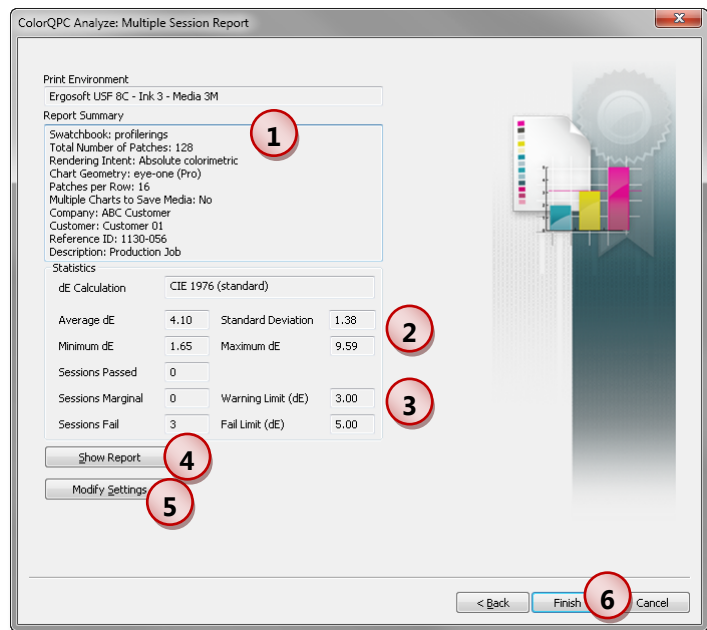 ColorQPC Analyze: Multiple Session Report
Print Environment
Ergosoft USF 8C - Ink 3 - Media 3M
Report Summary
Swatchbook: profilerings
Total Number of Patches: 128
Rendering Intent: Absolute colorimetric
Chart Geometry: eye-one (Pro)
Patches per Row: 16
Multiple Charts to Save Media: No
Company: ABC Customer
Customer: Customer 01
Reference ID: 1130-056
Description: Production Job
1
Statistics
dE Calculation CIE 1976 (standard)
Average dE 4.10 Standard Deviation 1.38
Minimum dE 1.65 Maximum dE 9.59
2
Sessions Passed 0
Sessions Marginal 0 Warning Limit (dE) 3.00
Sessions Fail 3 Fail Limit (dE) 5.00
3
Show Report 4
Modify Settings 5
< Back Finish 6 Cancel